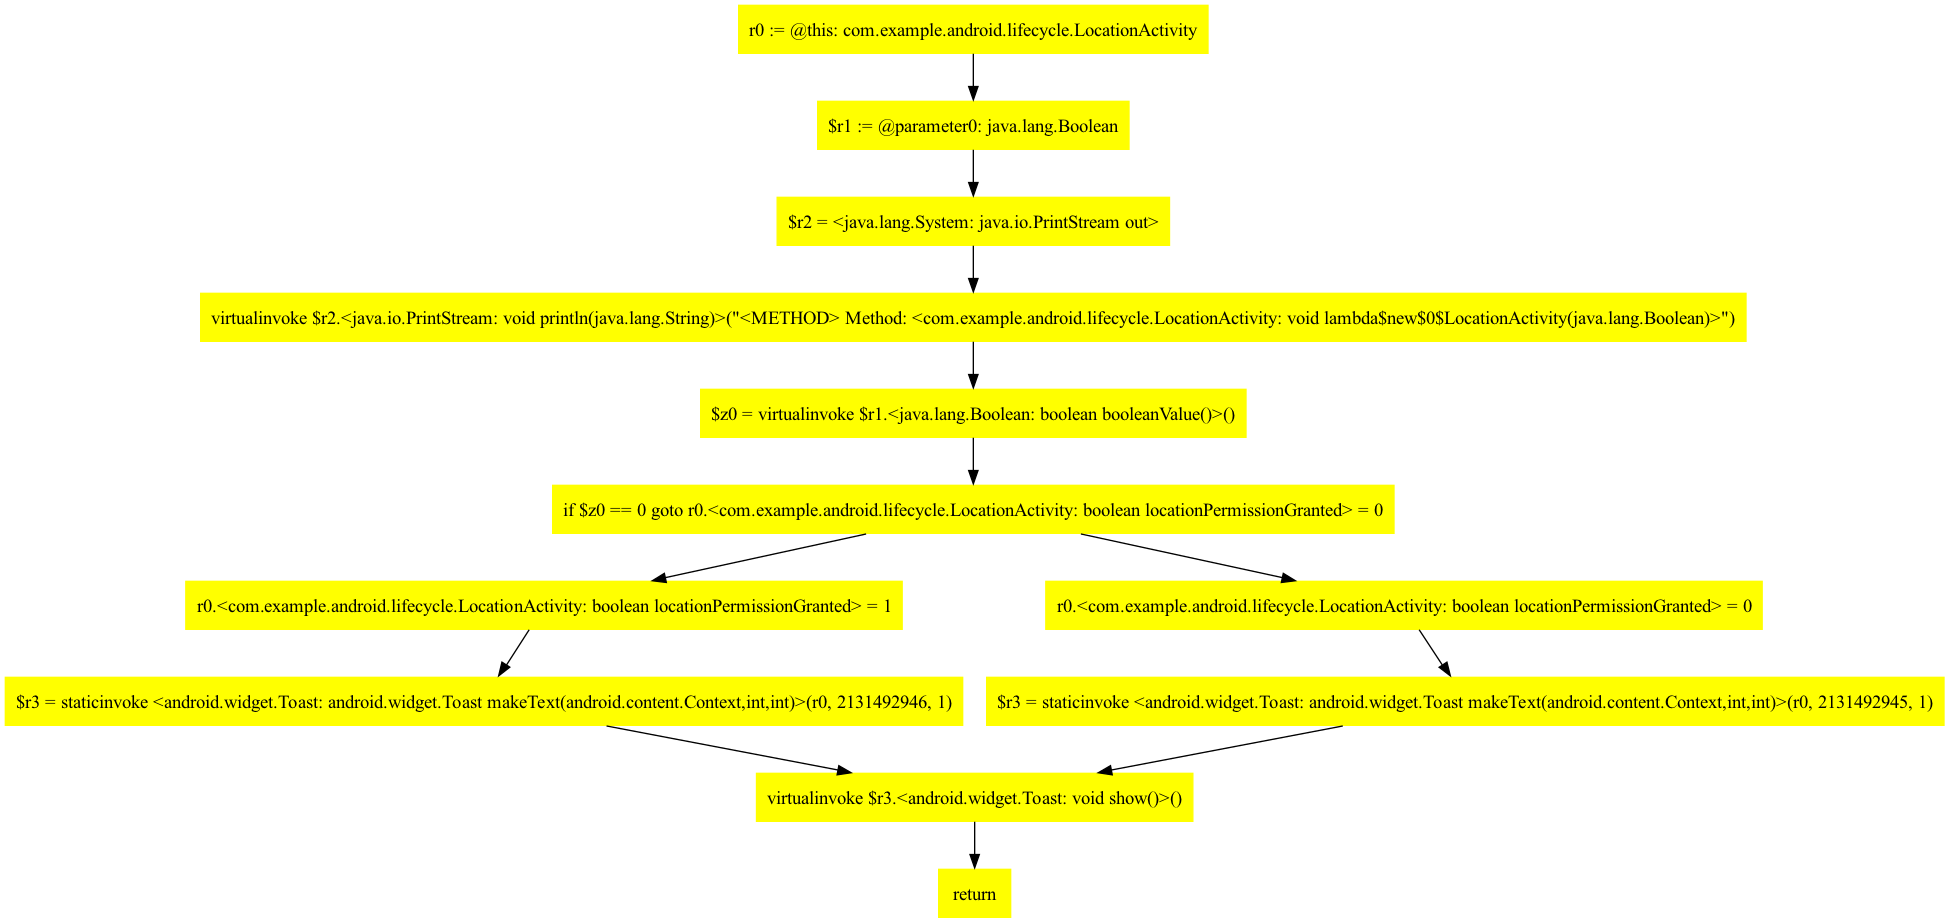 r0 := @this: com.example.android.lifecycle.LocationActivity
$r1 := @parameter0: java.lang.Boolean
$r2 = <java.lang.System: java.io.PrintStream out>
virtualinvoke $r2.<java.io.PrintStream: void println(java.lang.String)>("<METHOD> Method: <com.example.android.lifecycle.LocationActivity: void lambda$new$0$LocationActivity(java.lang.Boolean)>")
$z0 = virtualinvoke $r1.<java.lang.Boolean: boolean booleanValue()>()
if $z0 == 0 goto r0.<com.example.android.lifecycle.LocationActivity: boolean locationPermissionGranted> = 0
r0.<com.example.android.lifecycle.LocationActivity: boolean locationPermissionGranted> = 1
r0.<com.example.android.lifecycle.LocationActivity: boolean locationPermissionGranted> = 0
$r3 = staticinvoke <android.widget.Toast: android.widget.Toast makeText(android.content.Context,int,int)>(r0, 2131492946, 1)
$r3 = staticinvoke <android.widget.Toast: android.widget.Toast makeText(android.content.Context,int,int)>(r0, 2131492945, 1)
virtualinvoke $r3.<android.widget.Toast: void show()>()
return